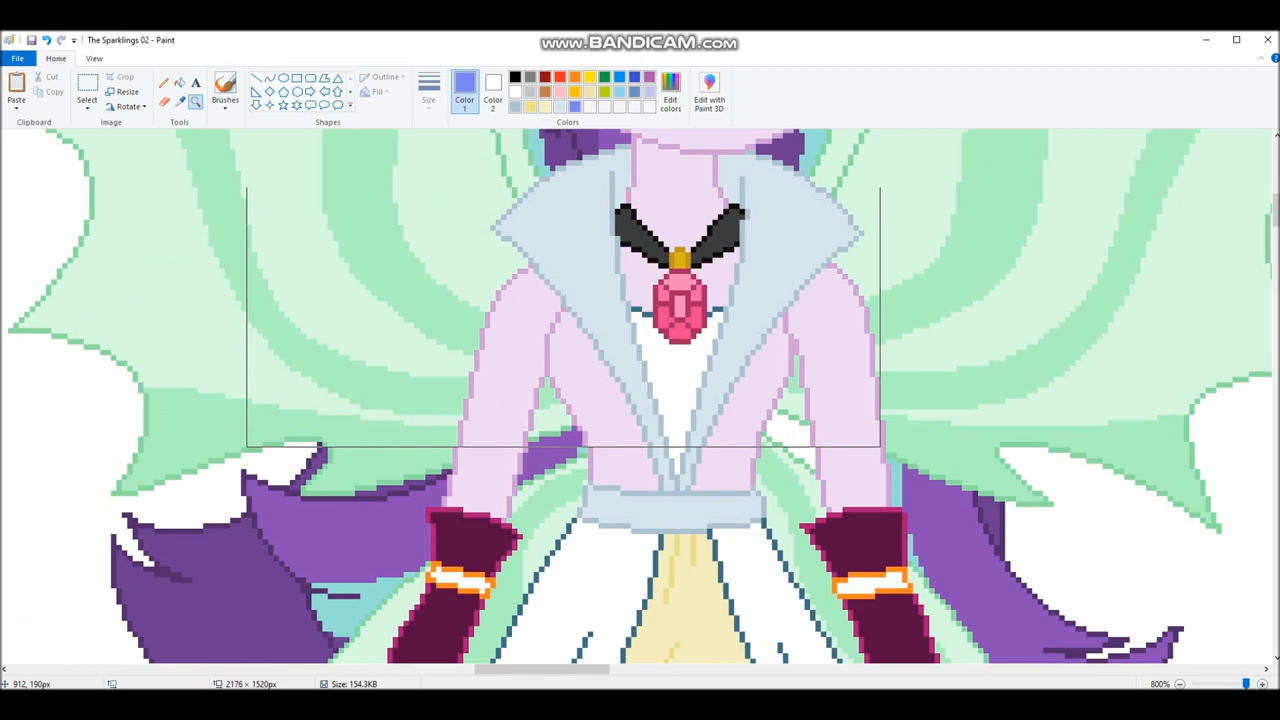 www.BANDICAM.com
The Sparklings 02 - Paint
File Home View
Paste Cut Copy Clipboard
Select Crop Resize Rotate Image
A Tools
Brushes
Outline Fill Shapes
Size
Color 1 Color 2 Edit colors Colors
Edit with Paint 3D
912, 190px 2176 × 1520px Size: 154.3KB 800%